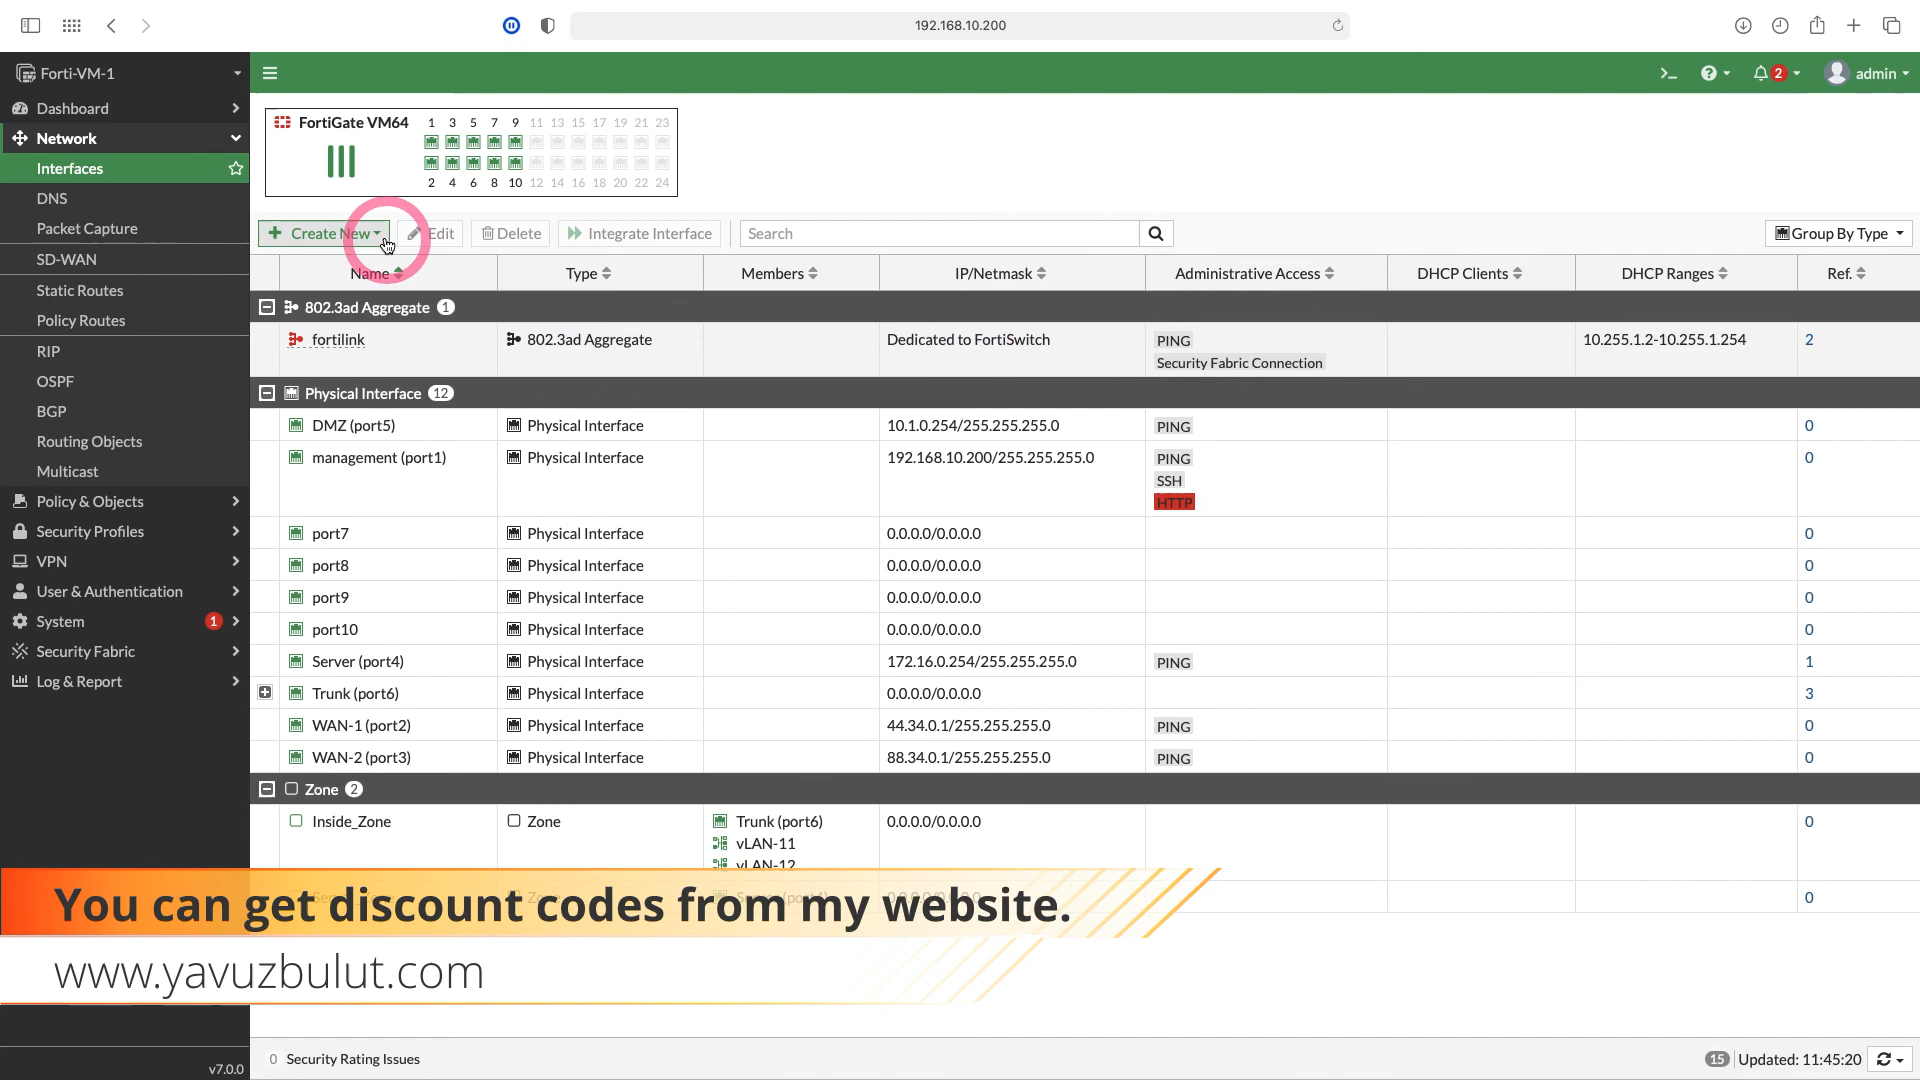 192.168.10.200
Forti-VM-1
2
admin
Dashboard
Network
Interfaces
DNS
Packet Capture
SD-WAN
Static Routes
Policy Routes
RIP
OSPF
BGP
Routing Objects
Multicast
Policy & Objects
Security Profiles
VPN
User & Authentication
System 1
Security Fabric
Log & Report
v7.0.0
FortiGate VM64
1 3 5 7 9 11 13 15 17 19 21 23
2 4 6 8 10 12 14 16 18 20 22 24
Create New Edit Delete Integrate Interface Search Group By Type
Name Type Members IP/Netmask Administrative Access DHCP Clients DHCP Ranges Ref.
802.3ad Aggregate 1
fortilink 802.3ad Aggregate Dedicated to FortiSwitch PING 10.255.1.2-10.255.1.254 2
Security Fabric Connection
Physical Interface 12
DMZ (port5) Physical Interface 10.1.0.254/255.255.255.0 PING 0
management (port1) Physical Interface 192.168.10.200/255.255.255.0 PING 0
SSH
HTTP
port7 Physical Interface 0.0.0.0/0.0.0.0 0
port8 Physical Interface 0.0.0.0/0.0.0.0 0
port9 Physical Interface 0.0.0.0/0.0.0.0 0
port10 Physical Interface 0.0.0.0/0.0.0.0 0
Server (port4) Physical Interface 172.16.0.254/255.255.255.0 PING 1
Trunk (port6) Physical Interface 0.0.0.0/0.0.0.0 3
WAN-1 (port2) Physical Interface 44.34.0.1/255.255.255.0 PING 0
WAN-2 (port3) Physical Interface 88.34.0.1/255.255.255.0 PING 0
Zone 2
Inside_Zone Zone Trunk (port6) 0.0.0.0/0.0.0.0 0
vLAN-11
vLAN-12
0
You can get discount codes from my website.
www.yavuzbulut.com
0 Security Rating Issues 15 Updated: 11:45:20